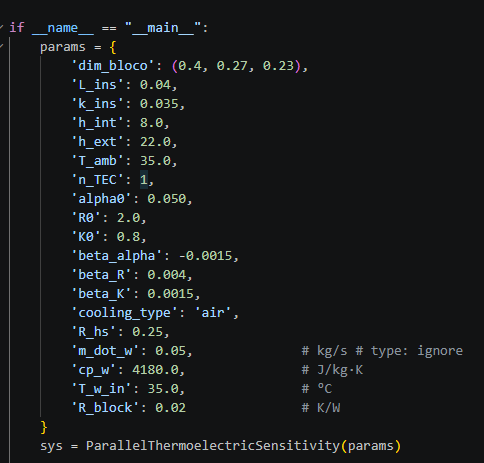 if __name__ == "__main__":
    params = {
        'dim_bloco': (0.4, 0.27, 0.23),
        'L_ins': 0.04,
        'k_ins': 0.035,
        'h_int': 8.0,
        'h_ext': 22.0,
        'T_amb': 35.0,
        'n_TEC': 1,
        'alpha0': 0.050,
        'R0': 2.0,
        'K0': 0.8,
        'beta_alpha': -0.0015,
        'beta_R': 0.004,
        'beta_K': 0.0015,
        'cooling_type': 'air',
        'R_hs': 0.25,
        'm_dot_w': 0.05,                # kg/s # type: ignore
        'cp_w': 4180.0,                 # J/kg·K
        'T_w_in': 35.0,                 # °C
        'R_block': 0.02                 # K/W
    }
    sys = ParallelThermoelectricSensitivity(params)